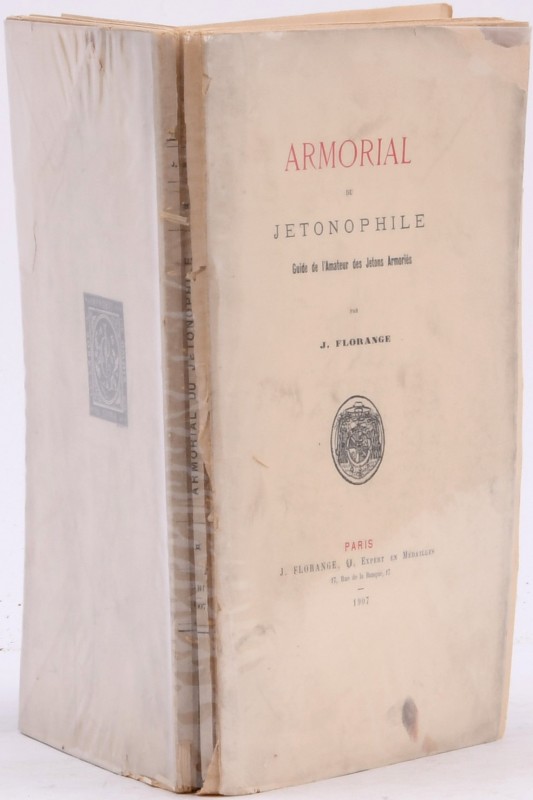 ARMORIAL
DU
JETONOPHILE
Guide de l'Amateur des Jetons Armoriés
PAR
J. FLORANGE
PARIS
J. FLORANGE, Expert en Médailles
17, Rue de la Banque, 17
1907
ARMORIAL DU JETONOPHILE